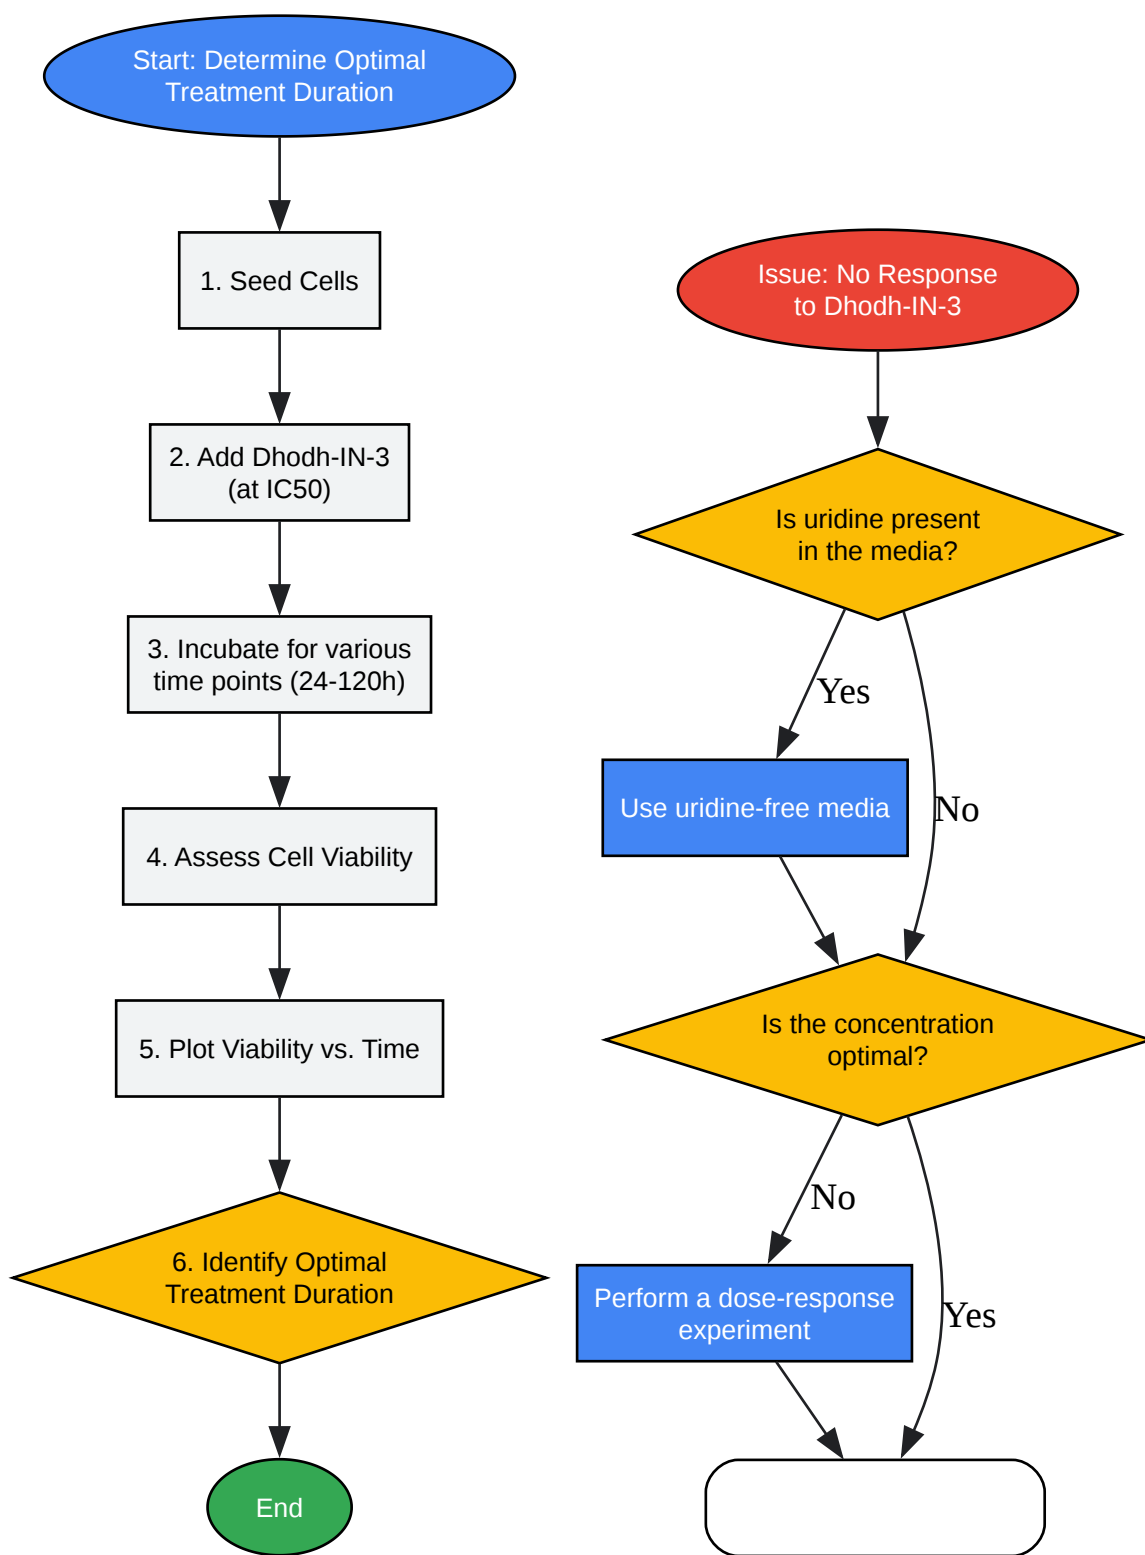 Start: Determine Optimal
Treatment Duration
1. Seed Cells
2. Add Dhodh-IN-3
(at IC50)
3. Incubate for various
time points (24-120h)
4. Assess Cell Viability
5. Plot Viability vs. Time
6. Identify Optimal
Treatment Duration
End
Issue: No Response
to Dhodh-IN-3
Is uridine present
in the media?
Yes
Use uridine-free media
No
Is the concentration
optimal?
No
Perform a dose-response
experiment
Yes